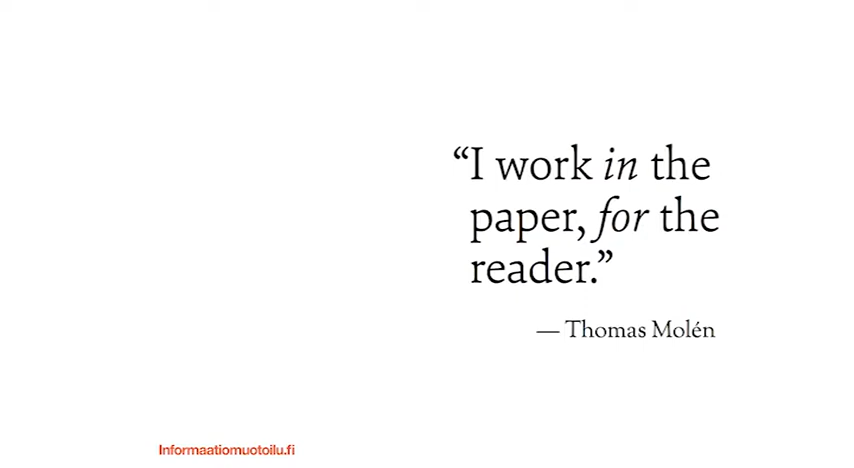 “I work in the
paper, for the
reader.”
— Thomas Molén
Informaatiomuotoilu.fi